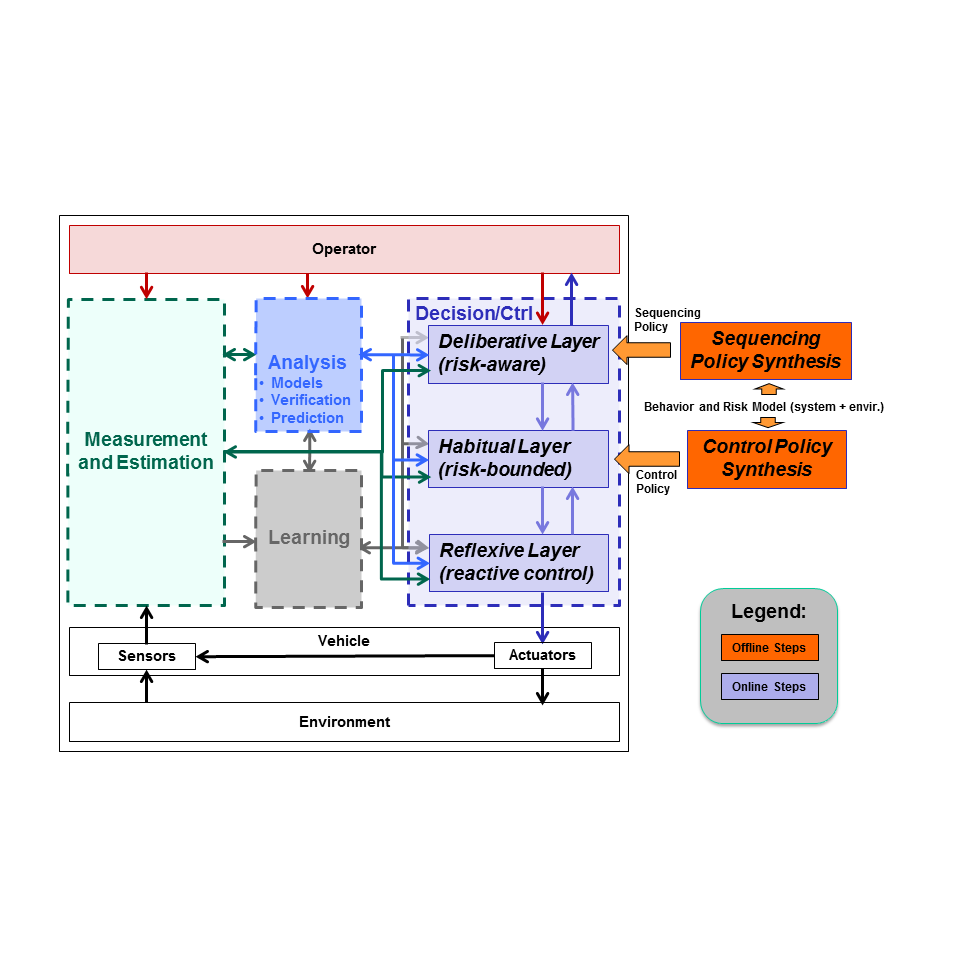 Operator
Decision/Ctrl
Deliberative Layer
(risk-aware)
Analysis
• Models
• Verification
• Prediction
Measurement
and Estimation
Habitual Layer
(risk-bounded)
Learning
Reflexive Layer
(reactive control)
Vehicle
Sensors
Actuators
Environment
Sequencing
Policy
Sequencing
Policy Synthesis
Behavior and Risk Model (system + envir.)
Control Policy
Synthesis
Control
Policy
Legend:
Offline Steps
Online Steps